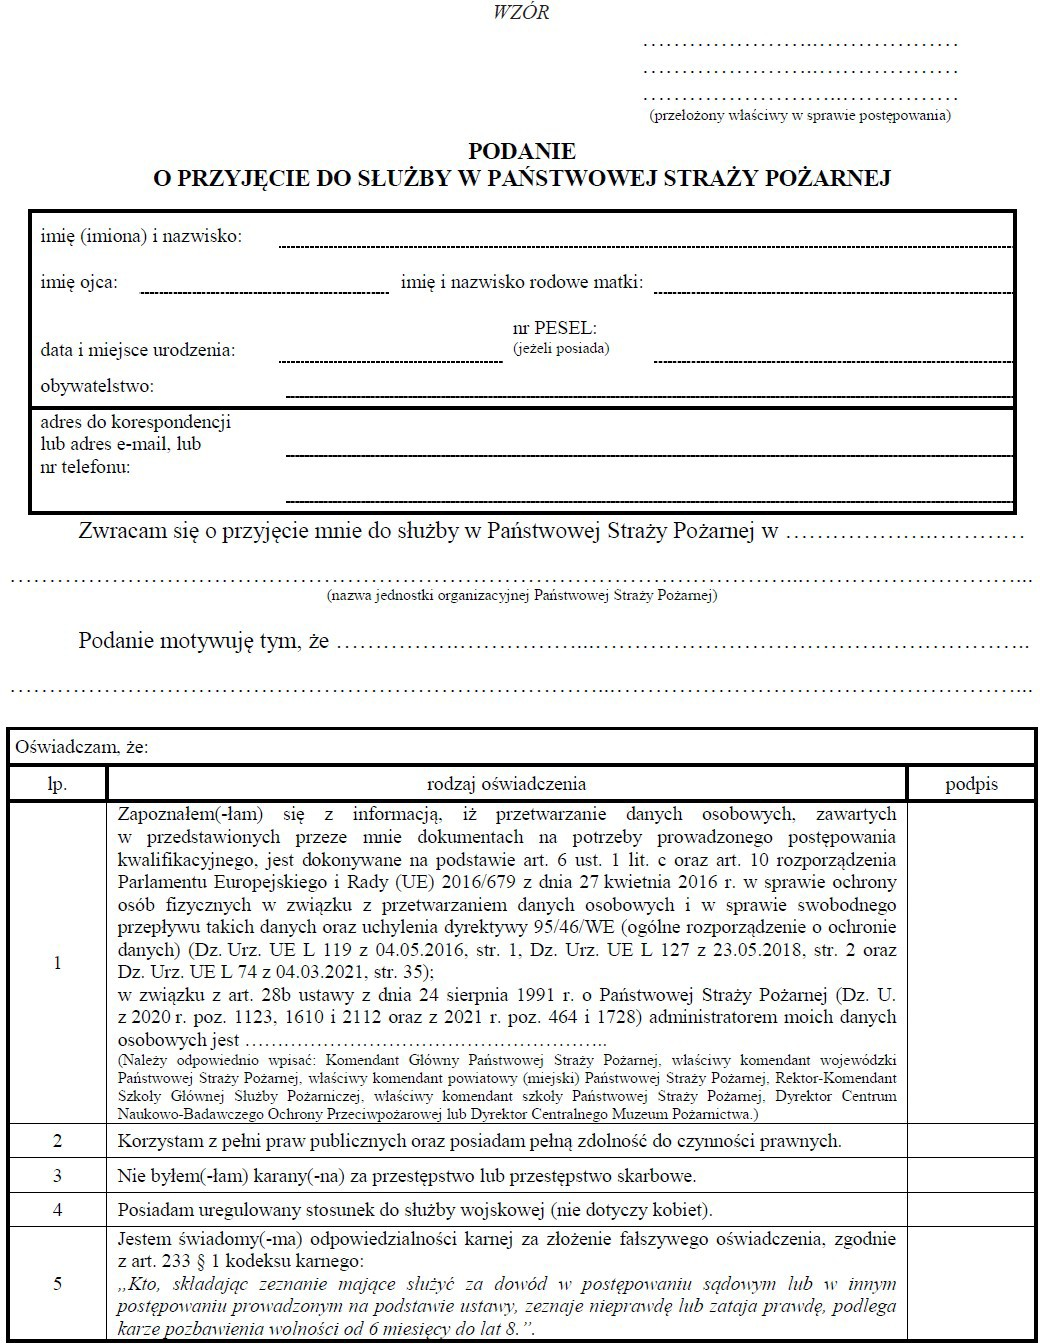 WZÓR
…………………..………………
…………………..………………
……………………..……………
(przełożony właściwy w sprawie postępowania)
PODANIE
O PRZYJĘCIE DO SŁUŻBY W PAŃSTWOWEJ STRAŻY POŻARNEJ
imię (imiona) i nazwisko:
imię ojca: imię i nazwisko rodowe matki:
nr PESEL:
data i miejsce urodzenia: (jeżeli posiada)
obywatelstwo:
adres do korespondencji
lub adres e-mail, lub
nr telefonu:
Zwracam się o przyjęcie mnie do służby w Państwowej Straży Pożarnej w ……………….…………
…………………………………………………………………………………………..………………………...
(nazwa jednostki organizacyjnej Państwowej Straży Pożarnej)
Podanie motywuję tym, że …………….……………...………………………………………………..
…………………………………………………………………...……………………………………………...
Oświadczam, że:
lp. rodzaj oświadczenia podpis
Zapoznałem(-łam) się z informacją, iż przetwarzanie danych osobowych, zawartych
w przedstawionych przeze mnie dokumentach na potrzeby prowadzonego postępowania
kwalifikacyjnego, jest dokonywane na podstawie art. 6 ust. 1 lit. c oraz art. 10 rozporządzenia
Parlamentu Europejskiego i Rady (UE) 2016/679 z dnia 27 kwietnia 2016 r. w sprawie ochrony
osób fizycznych w związku z przetwarzaniem danych osobowych i w sprawie swobodnego
przepływu takich danych oraz uchylenia dyrektywy 95/46/WE (ogólne rozporządzenie o ochronie
danych) (Dz. Urz. UE L 119 z 04.05.2016, str. 1, Dz. Urz. UE L 127 z 23.05.2018, str. 2 oraz
1 Dz. Urz. UE L 74 z 04.03.2021, str. 35);
w związku z art. 28b ustawy z dnia 24 sierpnia 1991 r. o Państwowej Straży Pożarnej (Dz. U.
z 2020 r. poz. 1123, 1610 i 2112 oraz z 2021 r. poz. 464 i 1728) administratorem moich danych
osobowych jest ……………………………………………..
(Należy odpowiednio wpisać: Komendant Główny Państwowej Straży Pożarnej, właściwy komendant wojewódzki
Państwowej Straży Pożarnej, właściwy komendant powiatowy (miejski) Państwowej Straży Pożarnej, Rektor-Komendant
Szkoły Głównej Służby Pożarniczej, właściwy komendant szkoły Państwowej Straży Pożarnej, Dyrektor Centrum
Naukowo-Badawczego Ochrony Przeciwpożarowej lub Dyrektor Centralnego Muzeum Pożarnictwa.)
2 Korzystam z pełni praw publicznych oraz posiadam pełną zdolność do czynności prawnych.
3 Nie byłem(-łam) karany(-na) za przestępstwo lub przestępstwo skarbowe.
4 Posiadam uregulowany stosunek do służby wojskowej (nie dotyczy kobiet).
Jestem świadomy(-ma) odpowiedzialności karnej za złożenie fałszywego oświadczenia, zgodnie
z art. 233 § 1 kodeksu karnego:
5 „Kto, składając zeznanie mające służyć za dowód w postępowaniu sądowym lub w innym
postępowaniu prowadzonym na podstawie ustawy, zeznaje nieprawdę lub zataja prawdę, podlega
karze pozbawienia wolności od 6 miesięcy do lat 8.”.